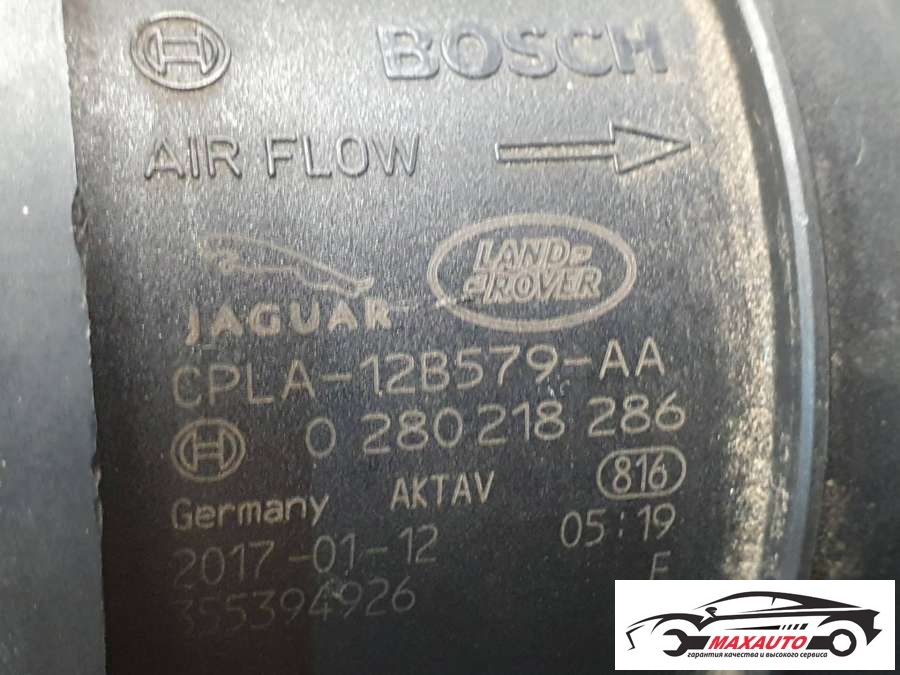 BOSCH
AIR FLOW
JAGUAR
LAND ROVER
CPLA-12B579-AA
0 280 218 286
Germany AKTAV 816
2017-01-12 05:19
355394926 F
MAXAUTO
гарантия качества и высокого сервиса